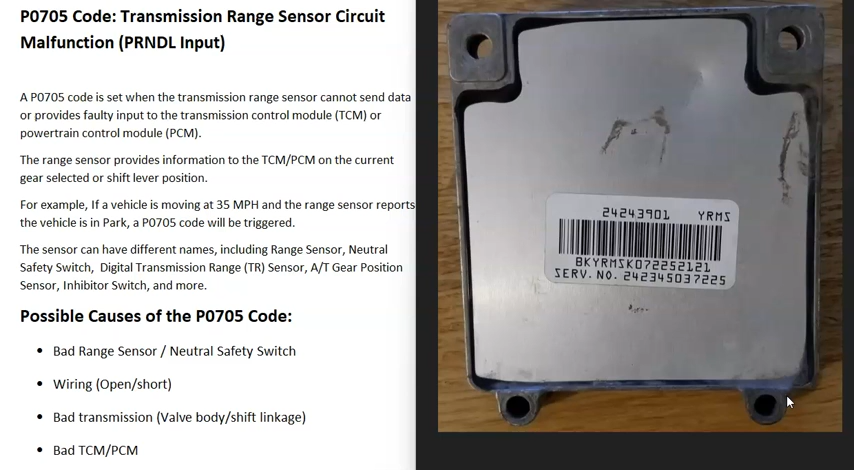 P0705 Code: Transmission Range Sensor Circuit
Malfunction (PRNDL Input)
A P0705 code is set when the transmission range sensor cannot send data
or provides faulty input to the transmission control module (TCM) or
powertrain control module (PCM).
The range sensor provides information to the TCM/PCM on the current
gear selected or shift lever position.
For example, If a vehicle is moving at 35 MPH and the range sensor reports
the vehicle is in Park, a P0705 code will be triggered.
The sensor can have different names, including Range Sensor, Neutral
Safety Switch, Digital Transmission Range (TR) Sensor, A/T Gear Position
Sensor, Inhibitor Switch, and more.
Possible Causes of the P0705 Code:
• Bad Range Sensor / Neutral Safety Switch
• Wiring (Open/short)
• Bad transmission (Valve body/shift linkage)
• Bad TCM/PCM
24243901 YRMS
BKYRMSK072252121
SERV. NO. 242345037225